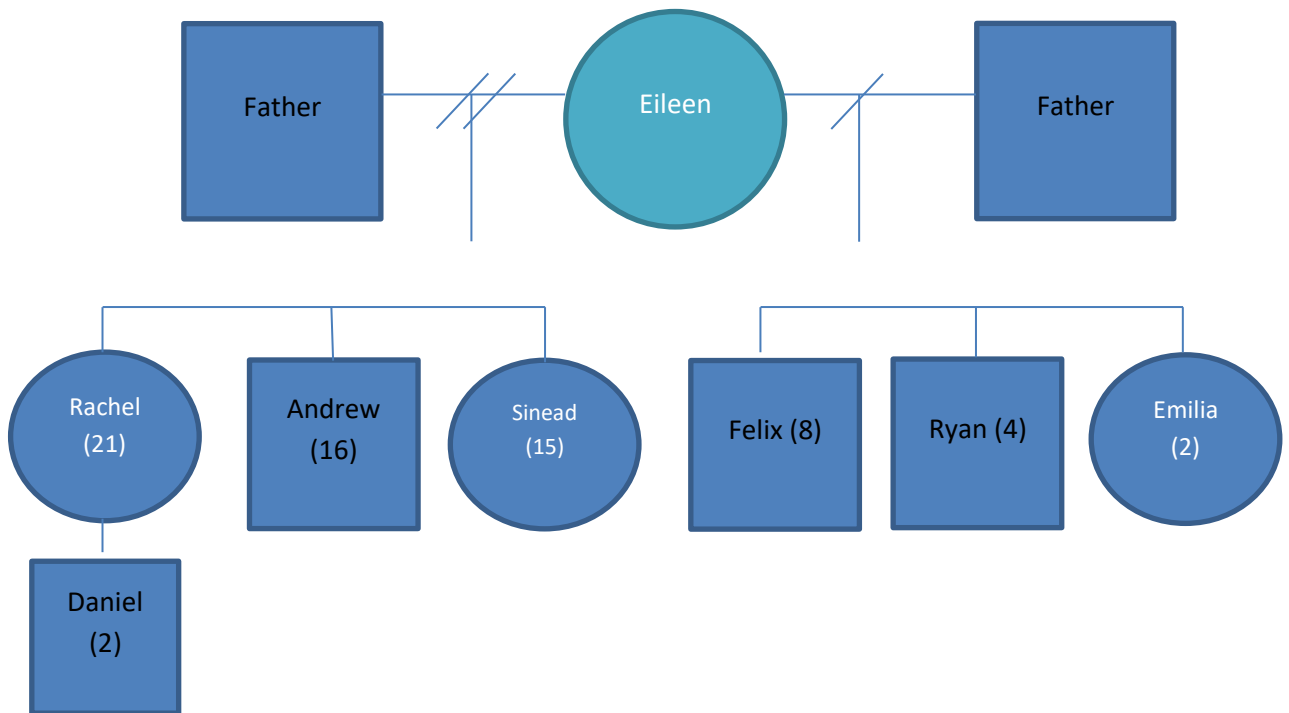 Father
Eileen
Father
Rachel
(21)
Andrew
(16)
Sinead
(15)
Felix (8)
Ryan (4)
Emilia
(2)
Daniel
(2)